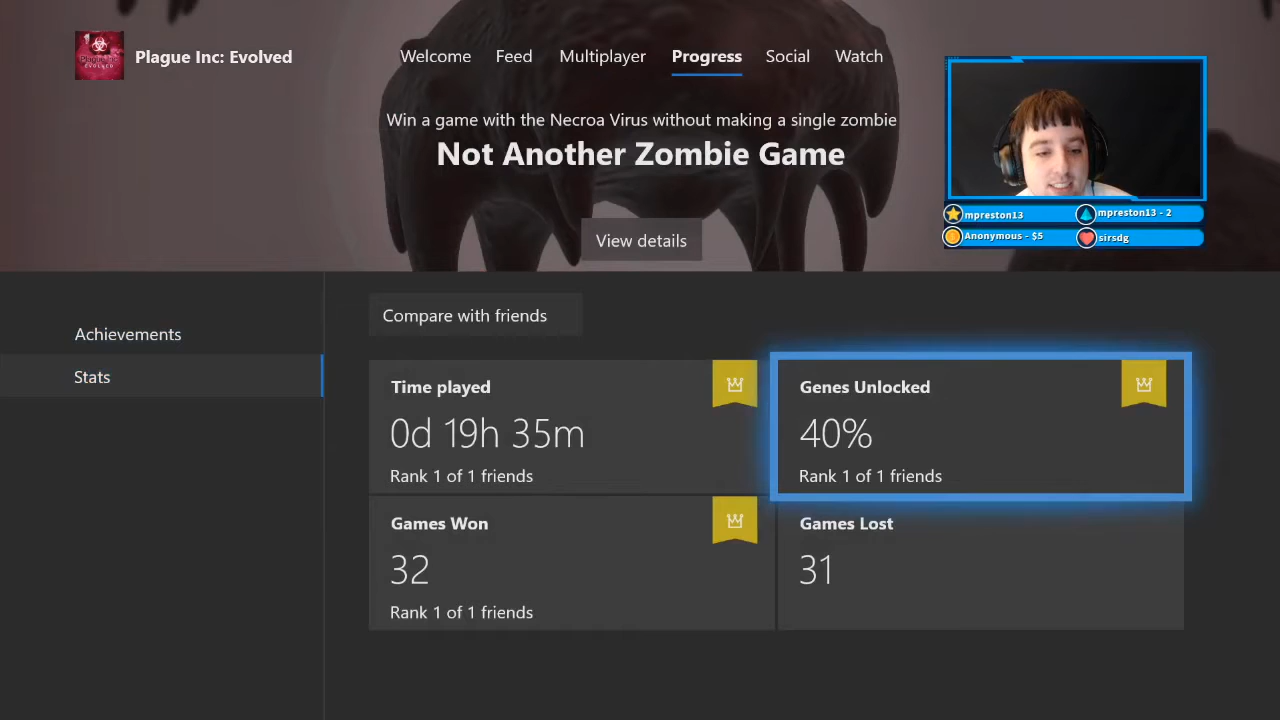 Plague Inc: Evolved
Welcome Feed Multiplayer Progress Social Watch
Win a game with the Necroa Virus without making a single zombie
Not Another Zombie Game
View details
mpreston13
mpreston13 - 2
Anonymous - $5
sirsdg
Achievements
Stats
Compare with friends
Time played
0d 19h 35m
Rank 1 of 1 friends
Genes Unlocked
40%
Rank 1 of 1 friends
Games Won
32
Rank 1 of 1 friends
Games Lost
31